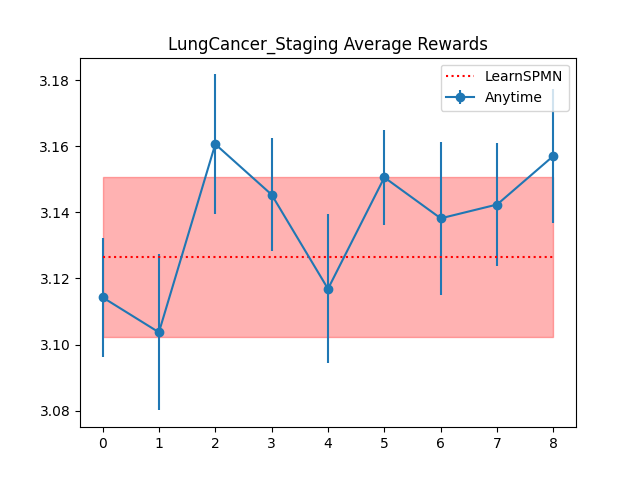 LungCancer_Staging Average Rewards
LearnSPMN
Anytime
3.18
3.16
3.14
3.12
3.10
3.08
0 1 2 3 4 5 6 7 8